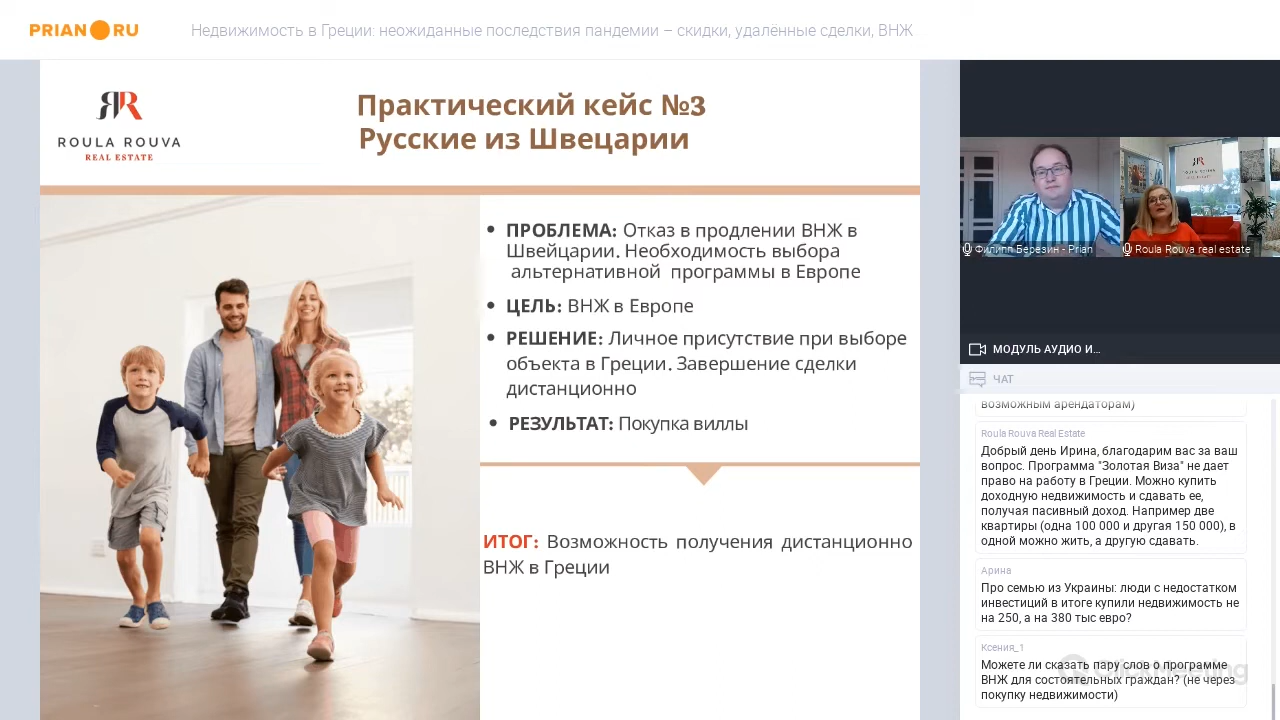 PRIAN RU
Недвижимость в Греции: неожиданные последствия пандемии – скидки, удалённые сделки, ВНЖ
ROULA ROUVA
REAL ESTATE
Практический кейс №3
Русские из Швецарии
• ПРОБЛЕМА: Отказ в продлении ВНЖ в
Швейцарии. Необходимость выбора
альтернативной программы в Европе
• ЦЕЛЬ: ВНЖ в Европе
• РЕШЕНИЕ: Личное присутствие при выборе
объекта в Греции. Завершение сделки
дистанционно
• РЕЗУЛЬТАТ: Покупка виллы
ИТОГ: Возможность получения дистанционно
ВНЖ в Греции
Филипп Березин - Prian
Roula Rouva real estate
МОДУЛЬ АУДИО И...
ЧАТ
возможным арендаторам)
Roula Rouva Real Estate
Добрый день Ирина, благодарим вас за ваш
вопрос. Программа "Золотая Виза" не дает
право на работу в Греции. Можно купить
доходную недвижимость и сдавать ее,
получая пасивный доход. Например две
квартиры (одна 100 000 и другая 150 000), в
одной можно жить, а другую сдавать.
Арина
Про семью из Украины: люди с недостатком
инвестиций в итоге купили недвижимость не
на 250, а на 380 тыс евро?
Ксения_1
Можете ли сказать пару слов о программе
ВНЖ для состоятельных граждан? (не через
покупку недвижимости)